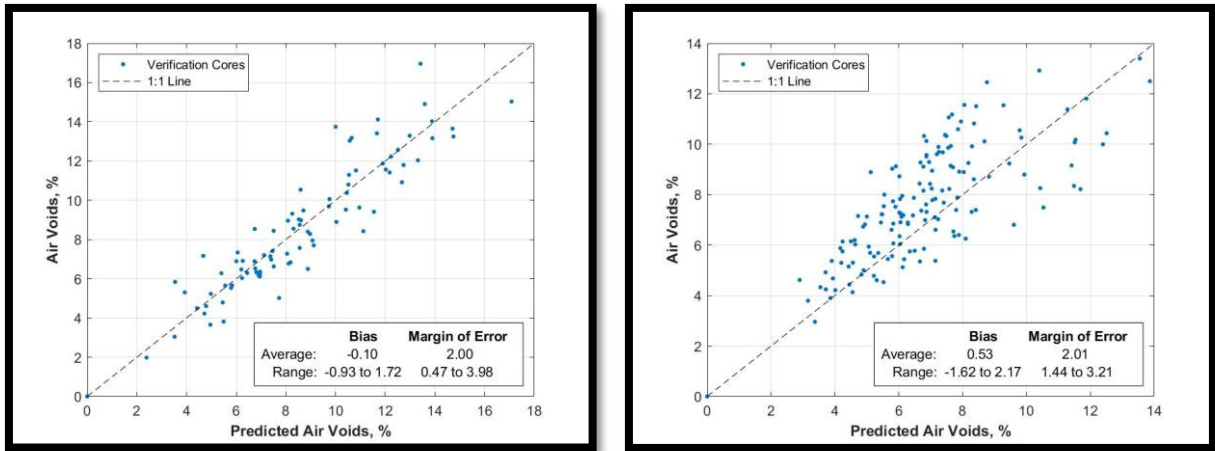 18
16
14
12
10
8
6
4
2
0
Air Voids, %
Verification Cores
1:1 Line
Bias Margin of Error
Average: -0.10 2.00
Range: -0.93 to 1.72 0.47 to 3.98
0 2 4 6 8 10 12 14 16 18
Predicted Air Voids, %
14
12
10
8
6
4
2
0
Air Voids, %
Verification Cores
1:1 Line
Bias Margin of Error
Average: 0.53 2.01
Range: -1.62 to 2.17 1.44 to 3.21
0 2 4 6 8 10 12 14
Predicted Air Voids, %